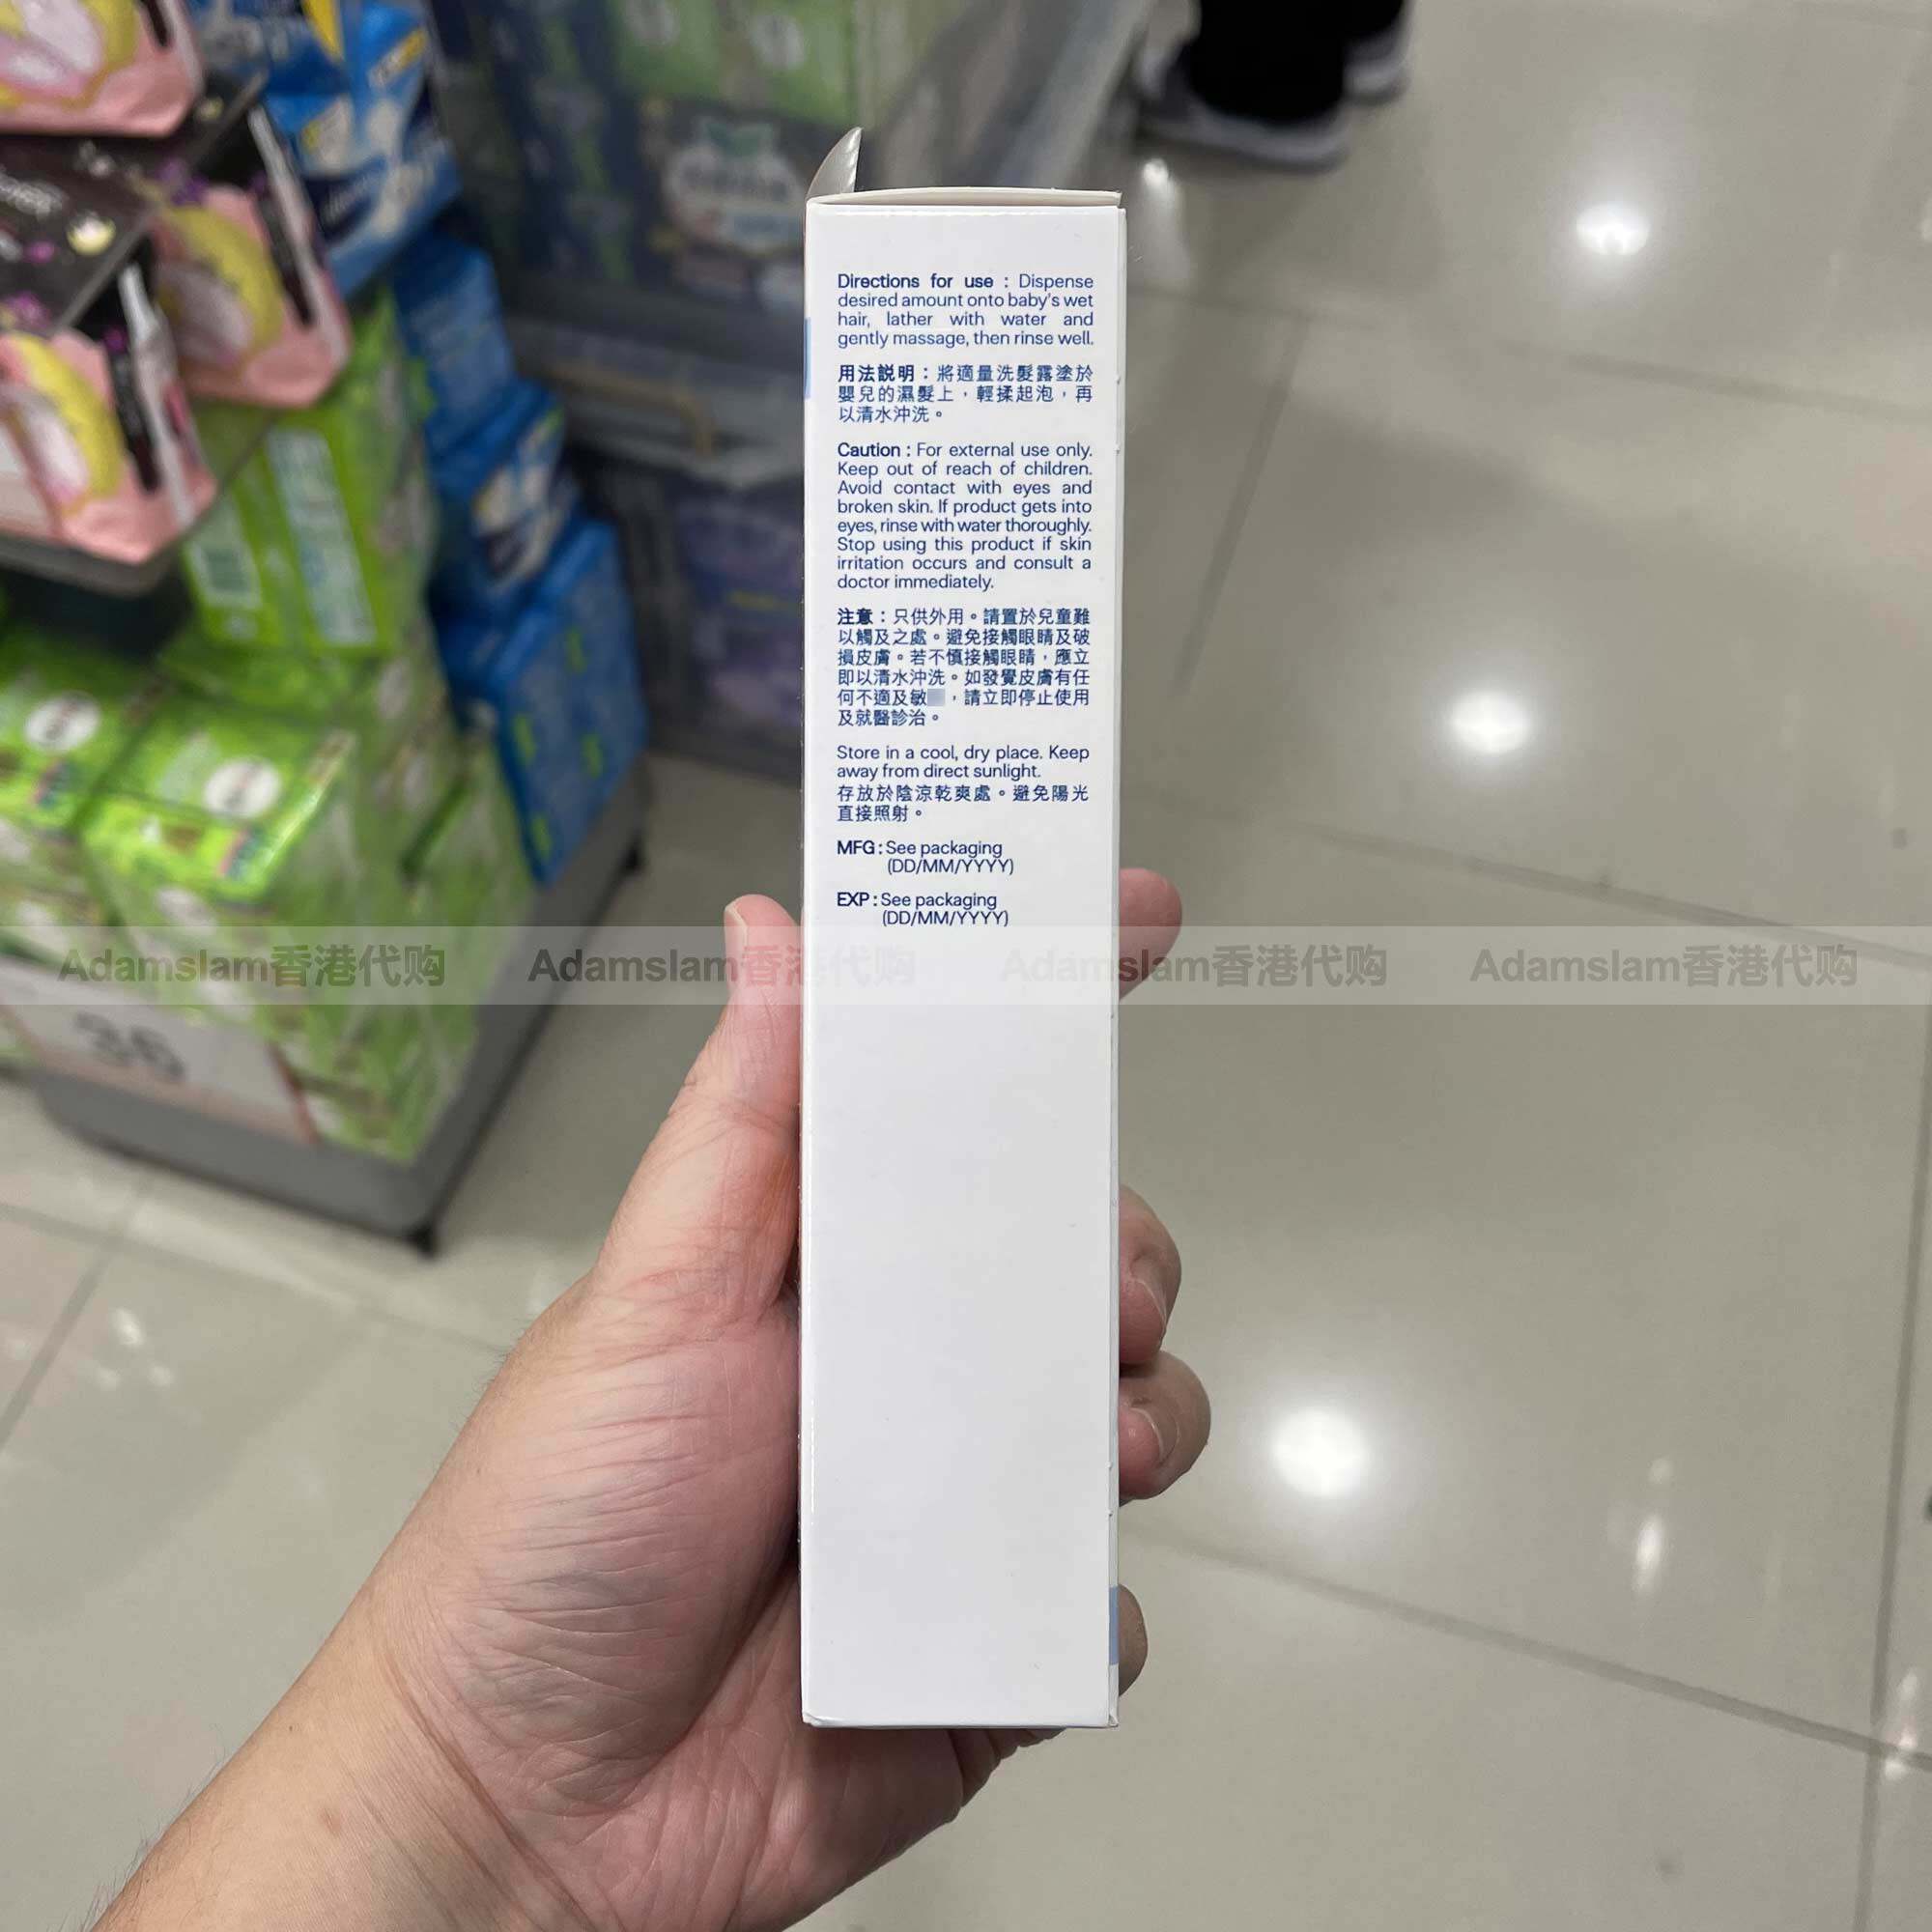 Directions for use : Dispense
desired amount onto baby's wet
hair, lather with water and
gently massage, then rinse well.
用法説明：將適量洗髮露塗於
嬰兒的濕髮上，輕揉起泡，再
以清水沖洗。
Caution : For external use only.
Keep out of reach of children.
Avoid contact with eyes and
broken skin. If product gets into
eyes, rinse with water thoroughly.
Stop using this product if skin
irritation occurs and consult a
doctor immediately.
注意：只供外用。請置於兒童難
以觸及之處。避免接觸眼睛及破
損皮膚。若不慎接觸眼睛，應立
即以清水沖洗。如發覺皮膚有任
何不適及敏，請立即停止使用
及就醫診治。
Store in a cool, dry place. Keep
away from direct sunlight.
存放於陰涼乾爽處。避免陽光
直接照射。
MFG : See packaging
(DD/MM/YYYY)
EXP : See packaging
(DD/MM/YYYY)
Adamslam香港代购 Adamslam香港代购 Adamslam香港代购 Adamslam香港代购
36